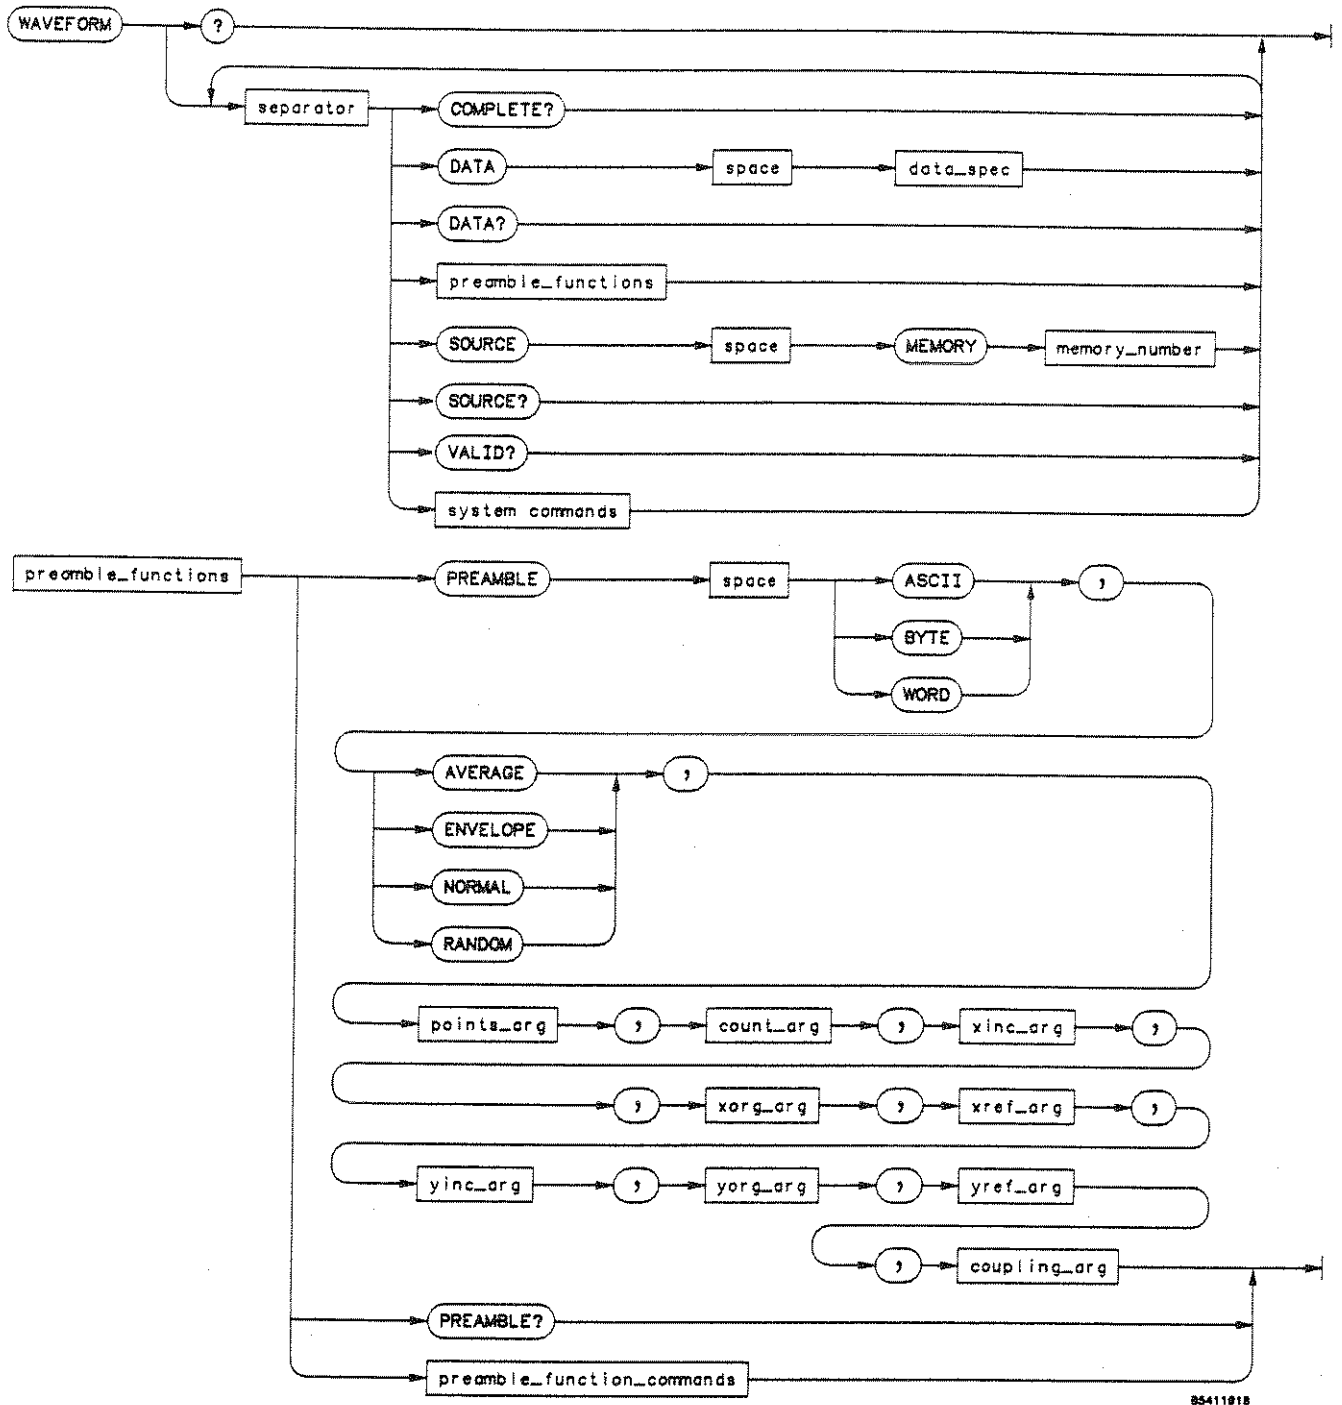 WAVEFORM ?
separator COMPLETE?
DATA space data_spec
DATA?
preamble_functions
SOURCE space MEMORY memory_number
SOURCE?
VALID?
system commands
preamble_functions PREAMBLE space ASCII ,
BYTE
WORD
AVERAGE ,
ENVELOPE
NORMAL
RANDOM
points_arg , count_arg , xinc_arg ,
, xorg_arg , xref_arg ,
yinc_arg , yorg_arg , yref_arg
, coupling_arg
PREAMBLE?
preamble_function_commands